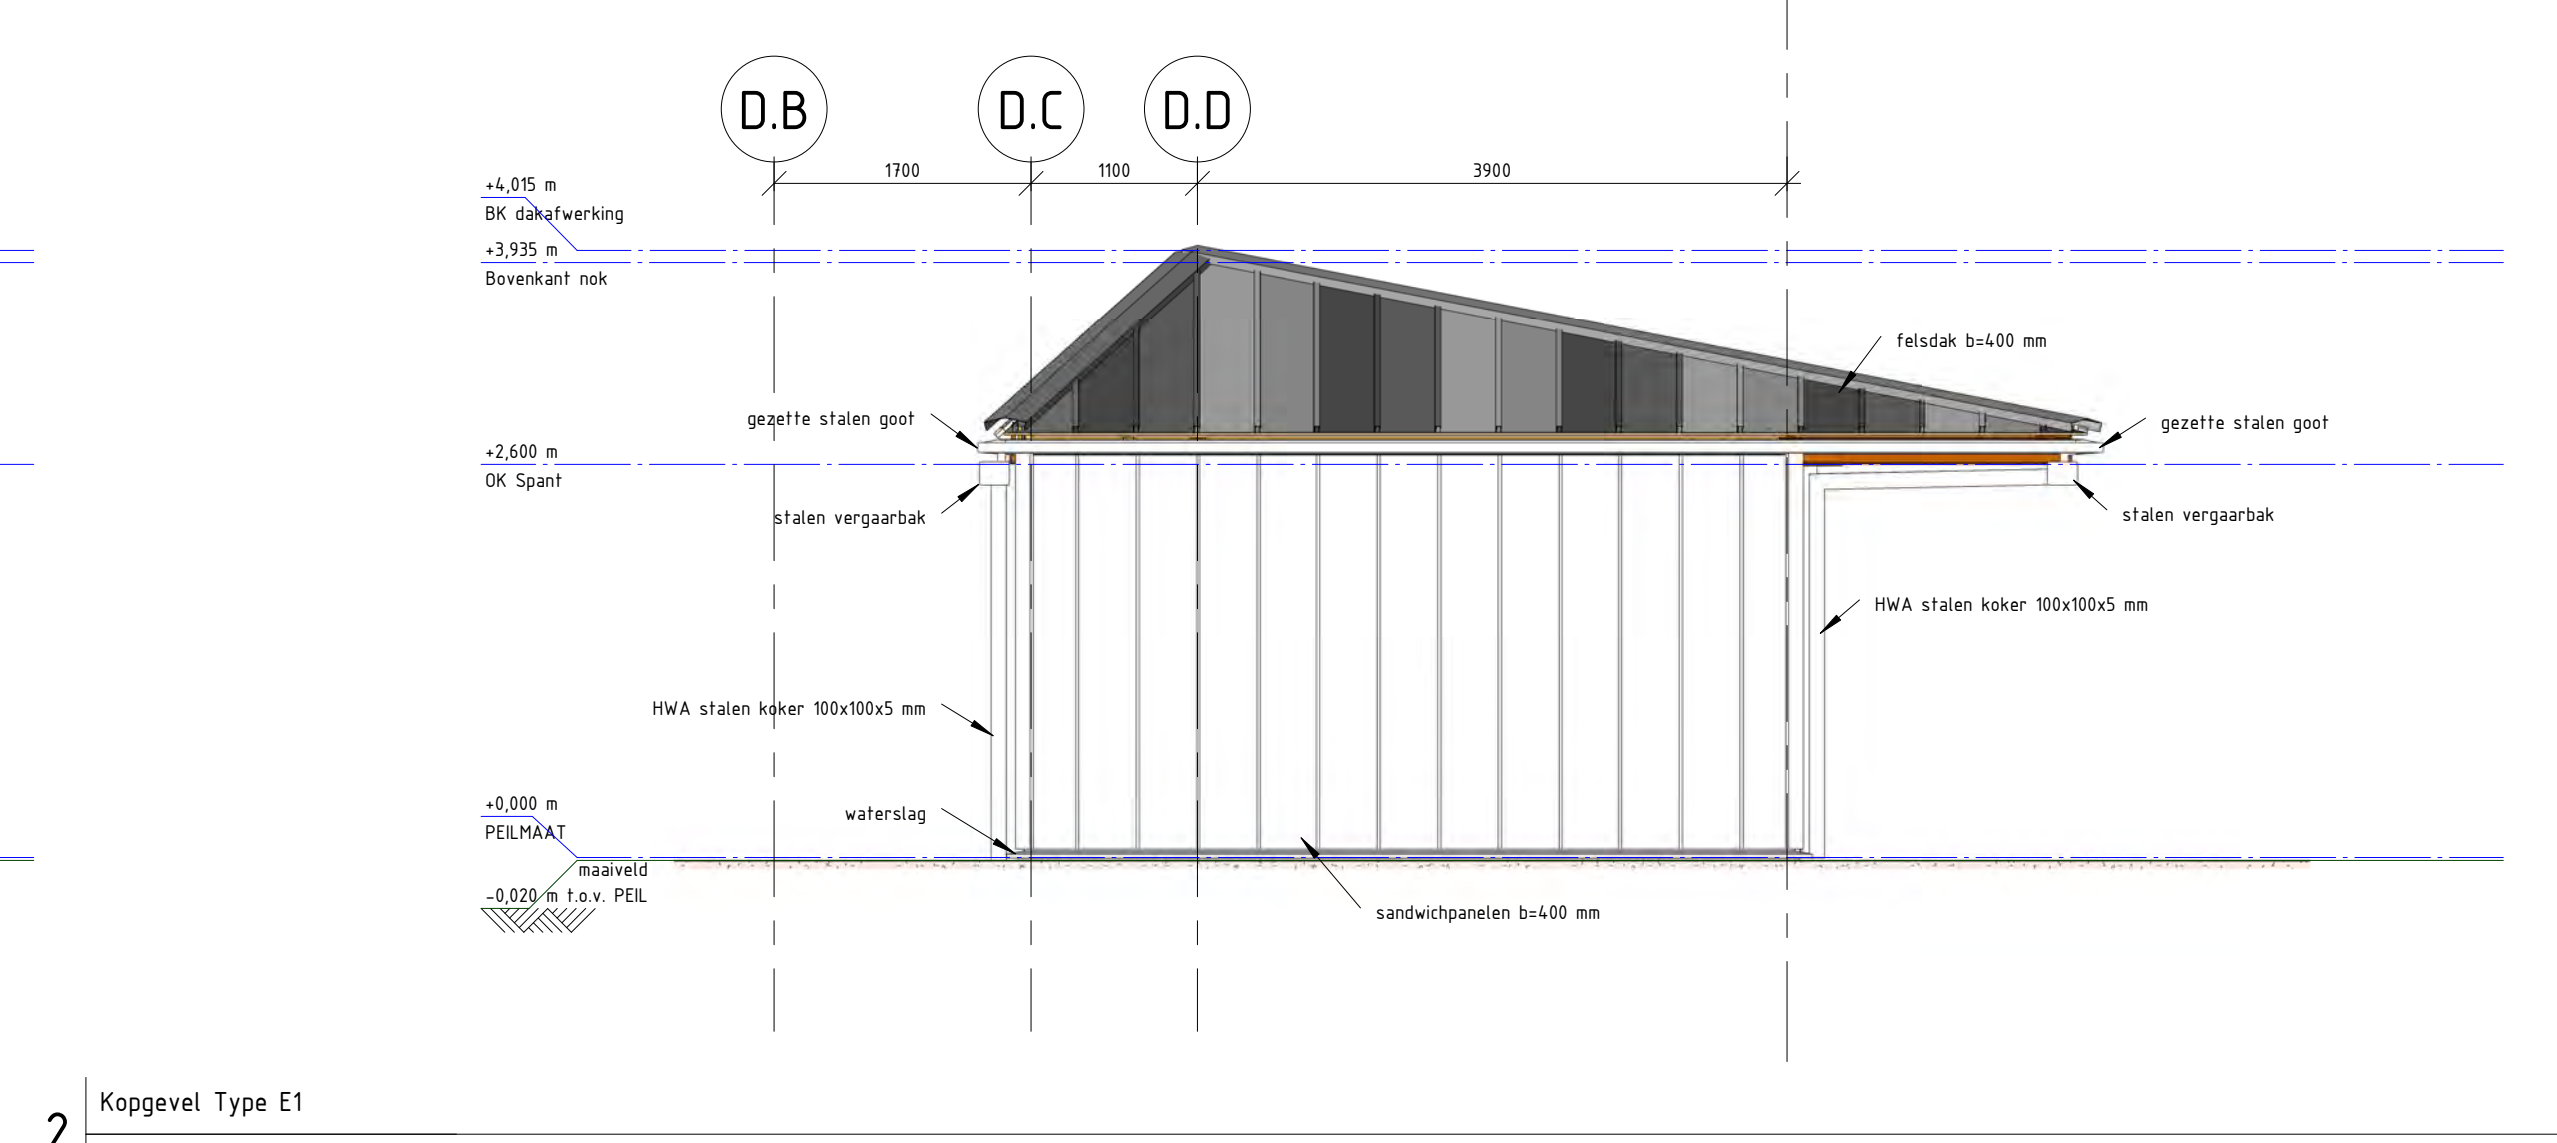 D.B
D.C
D.D
1700
1100
3900
+4,015 m
BK dakafwerking
+3,935 m
Bovenkant nok
felsdak b=400 mm
gezette stalen goot
gezette stalen goot
+2,600 m
OK Spant
stalen vergaarbak
stalen vergaarbak
HWA stalen koker 100x100x5 mm
HWA stalen koker 100x100x5 mm
+0,000 m
PEILMAAT
waterslag
maaiveld
-0,020 m t.o.v. PEIL
sandwichpanelen b=400 mm
Kopgevel Type E1
2